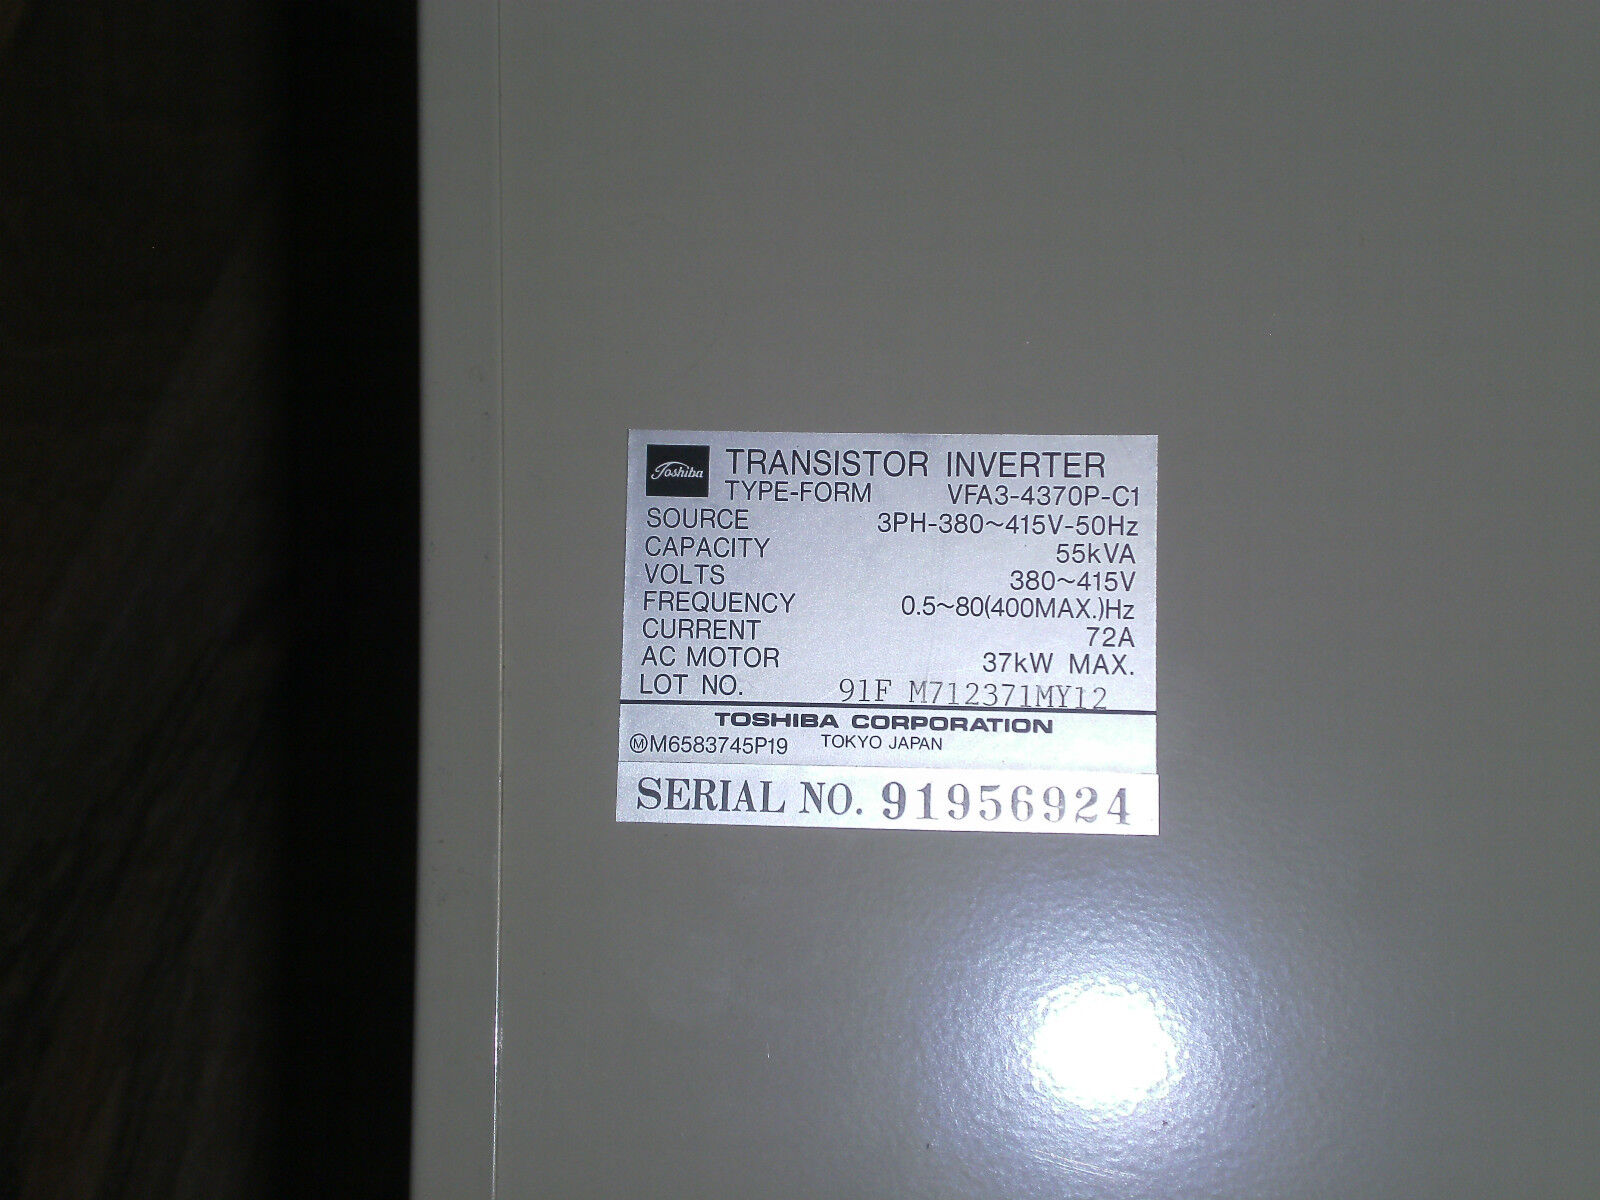 Toshiba
TRANSISTOR INVERTER
TYPE-FORM VFA3-4370P-C1
SOURCE 3PH-380~415V-50Hz
CAPACITY 55kVA
VOLTS 380~415V
FREQUENCY 0.5~80(400MAX.)Hz
CURRENT 72A
AC MOTOR 37kW MAX.
LOT NO. 91F M712371MY12
TOSHIBA CORPORATION
ⓂM6583745P19 TOKYO JAPAN
SERIAL NO. 91956924